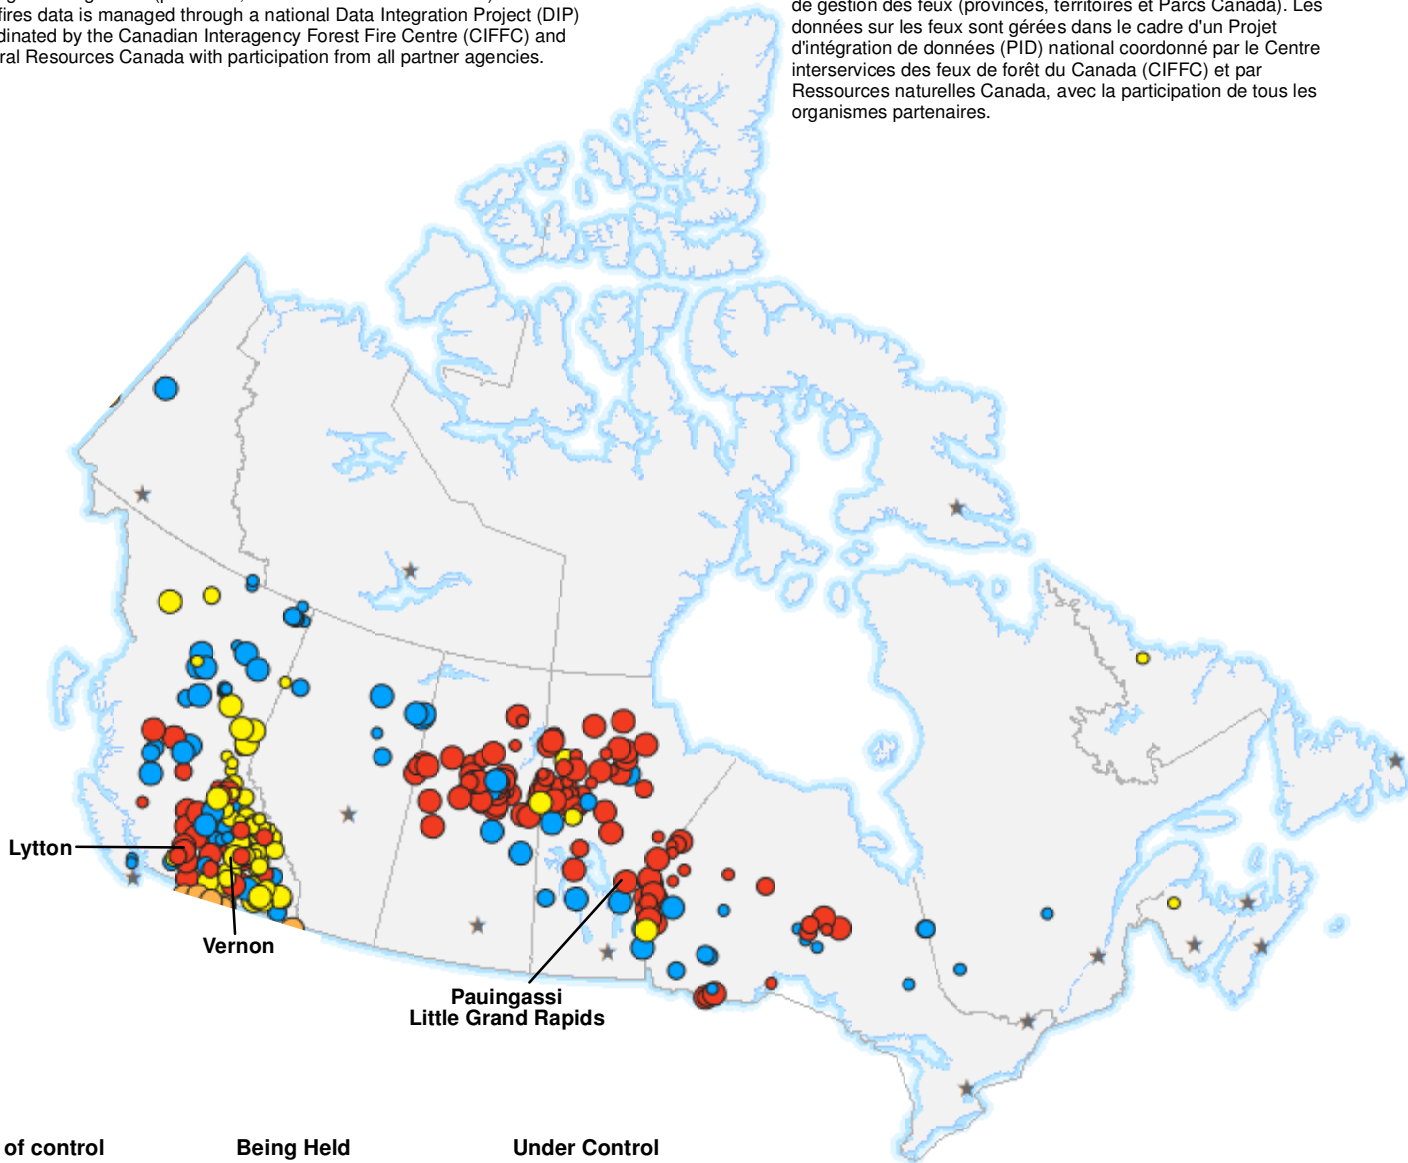 fires data is managed through a national Data Integration Project (DIP)
dinated by the Canadian Interagency Forest Fire Centre (CIFFC) and
ral Resources Canada with participation from all partner agencies.
de gestion des feux (provinces, territoires et Parcs Canada). Les
données sur les feux sont gérées dans le cadre d'un Projet
d'intégration de données (PID) national coordonné par le Centre
interservices des feux de forêt du Canada (CIFFC) et par
Ressources naturelles Canada, avec la participation de tous les
organismes partenaires.
Lytton
Vernon
Pauingassi
Little Grand Rapids
of control
Being Held
Under Control